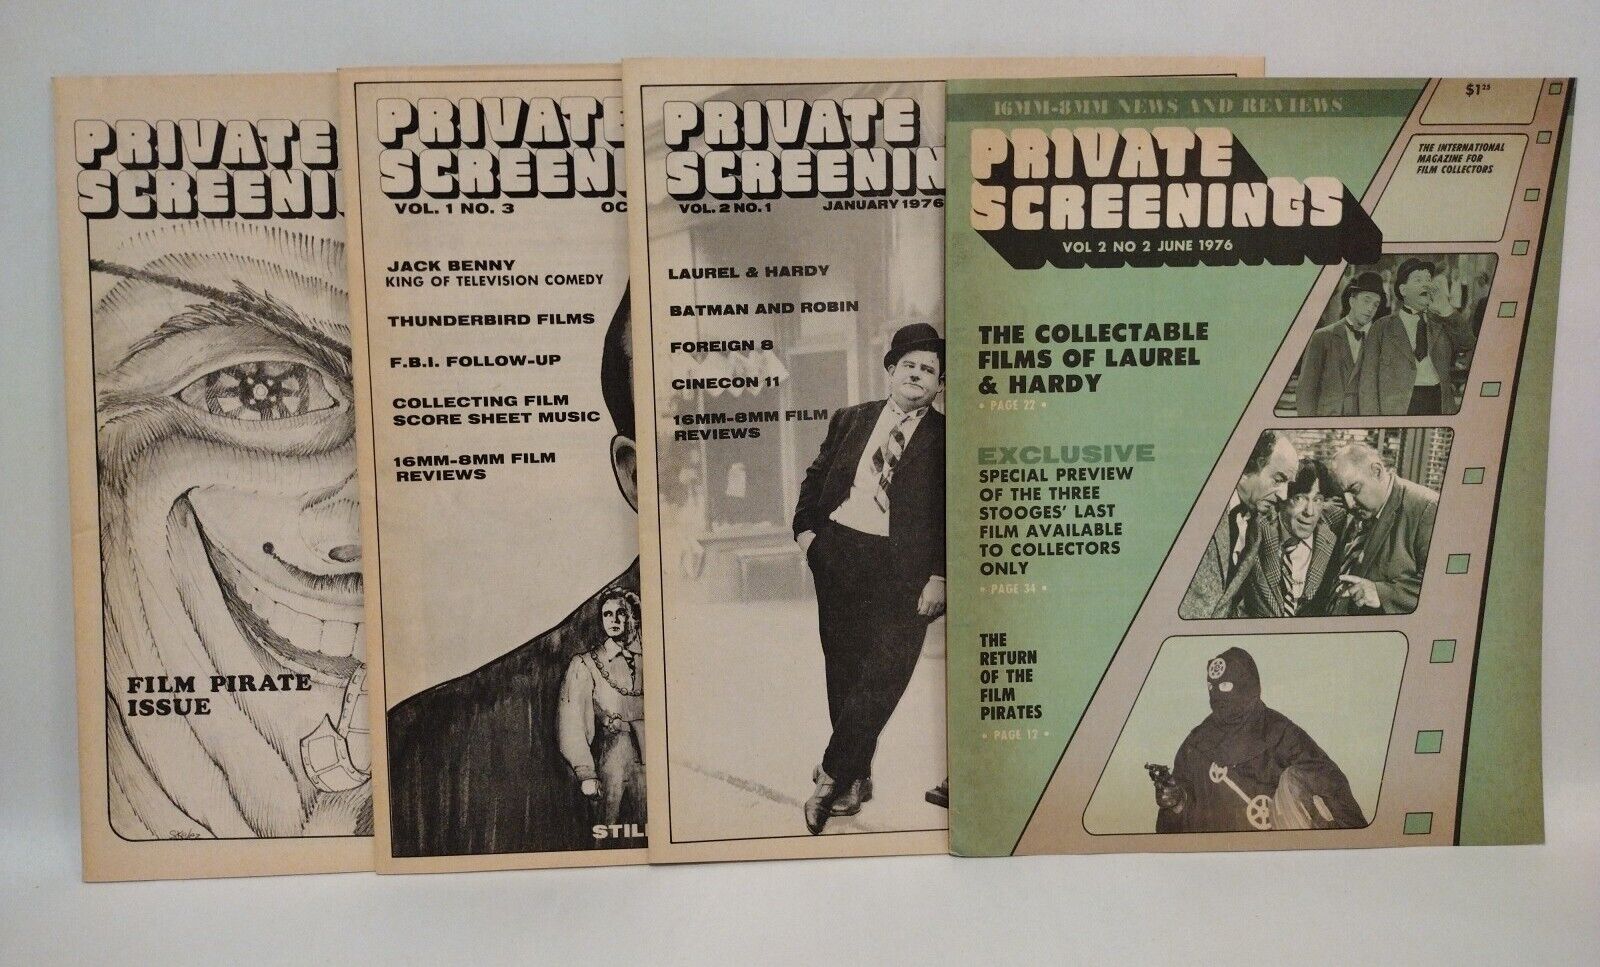 PRIVATE
SCREENI
FILM PIRATE
ISSUE
PRIVATE
SCREEN
VOL. 1 NO. 3 OC
JACK BENNY
KING OF TELEVISION COMEDY
THUNDERBIRD FILMS
F.B.I. FOLLOW-UP
COLLECTING FILM
SCORE SHEET MUSIC
16MM-8MM FILM
REVIEWS
STIL
PRIVATE
SCREENIN
VOL. 2 NO. 1 JANUARY 1976
LAUREL & HARDY
BATMAN AND ROBIN
FOREIGN 8
CINECON 11
16MM-8MM FILM
REVIEWS
16MM-8MM NEWS AND REVIEWS
$1.25
PRIVATE
SCREENINGS
VOL 2 NO 2 JUNE 1976
THE INTERNATIONAL
MAGAZINE FOR
FILM COLLECTORS
THE COLLECTABLE
FILMS OF LAUREL
& HARDY
• PAGE 22 •
EXCLUSIVE
SPECIAL PREVIEW
OF THE THREE
STOOGES' LAST
FILM AVAILABLE
TO COLLECTORS
ONLY
• PAGE 34 •
THE
RETURN
OF THE
FILM
PIRATES
• PAGE 12 •